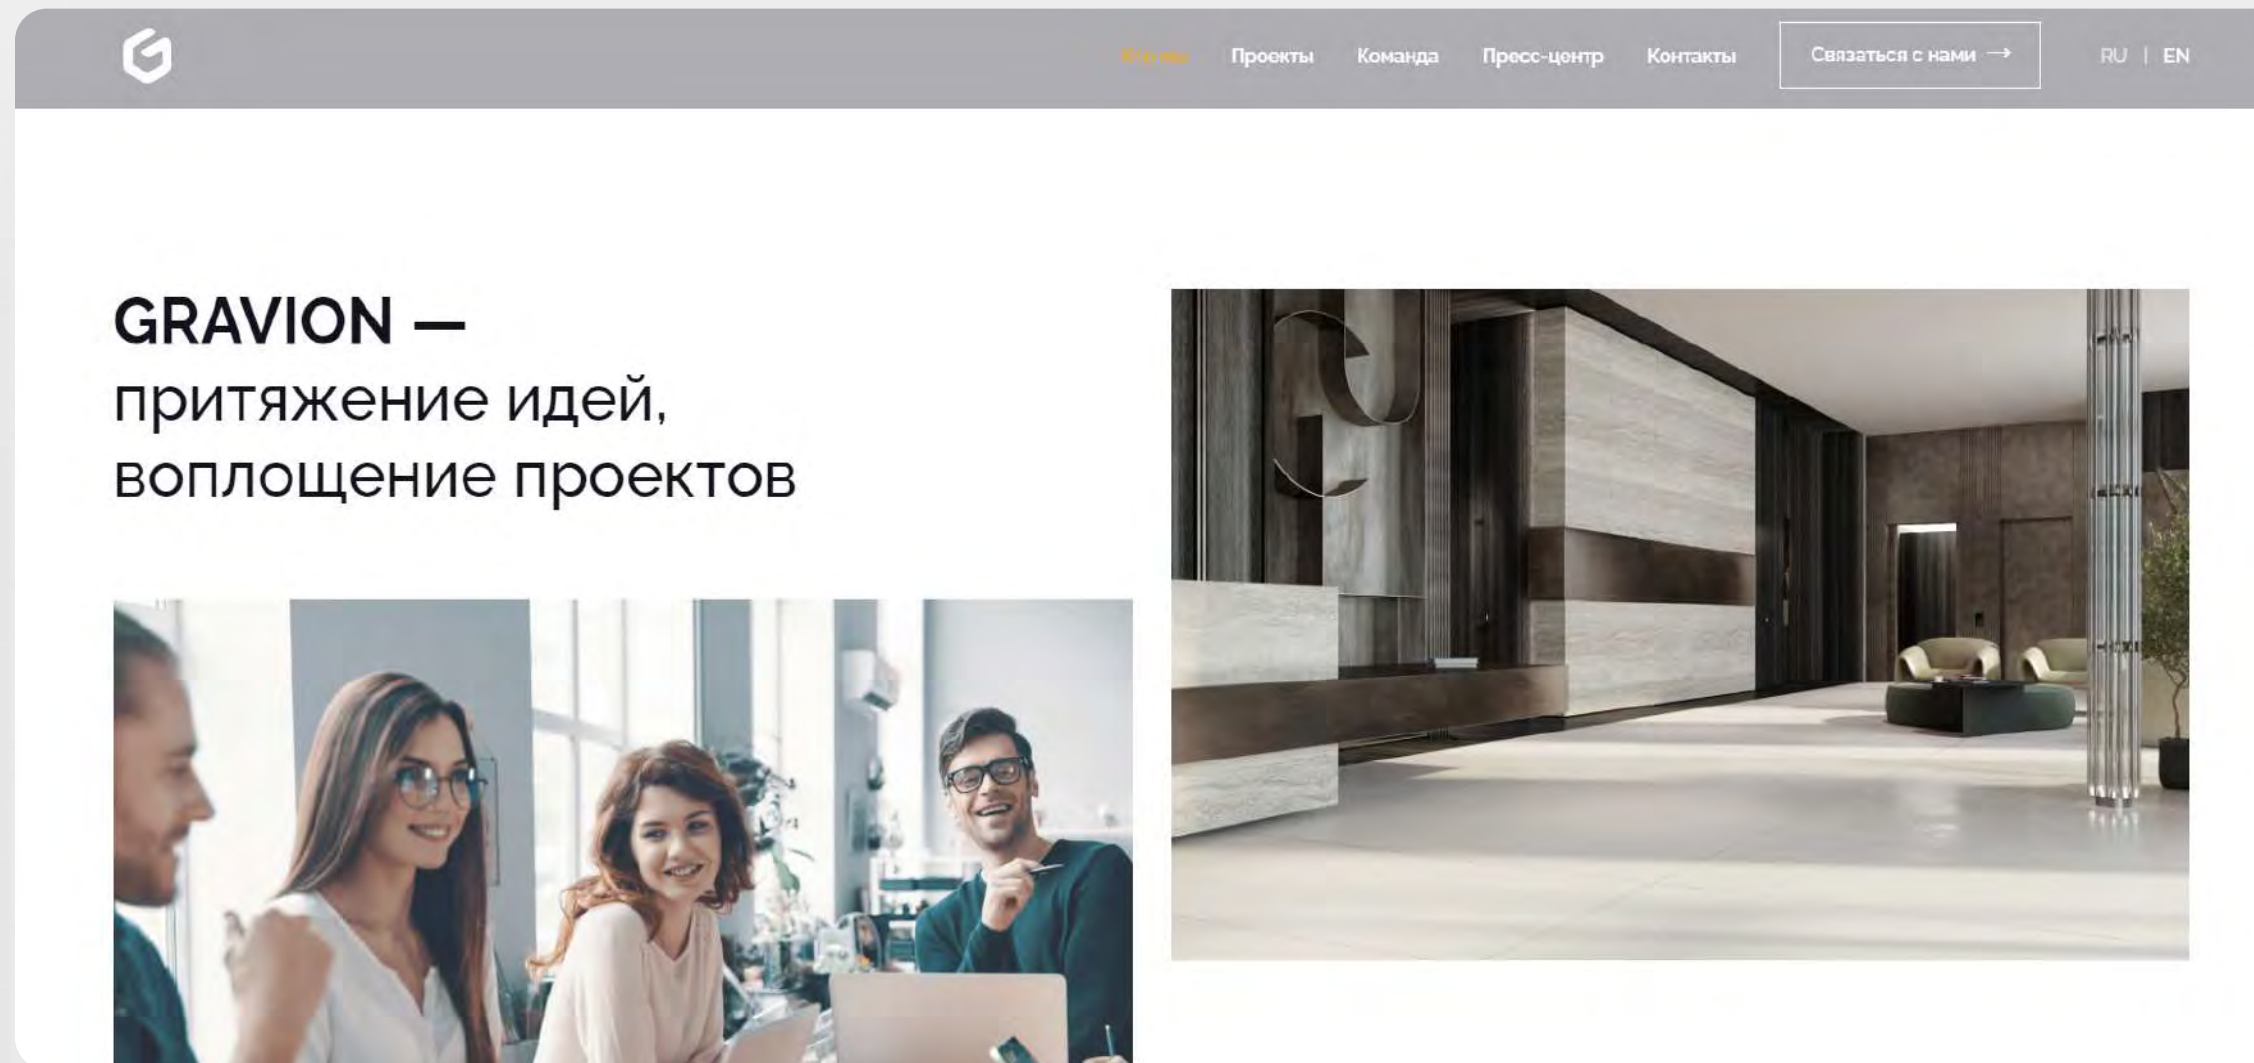 Проекты
Команда
Пресс-центр
Контакты
Связаться с нами →
RU | EN
GRAVION —
притяжение идей,
воплощение проектов